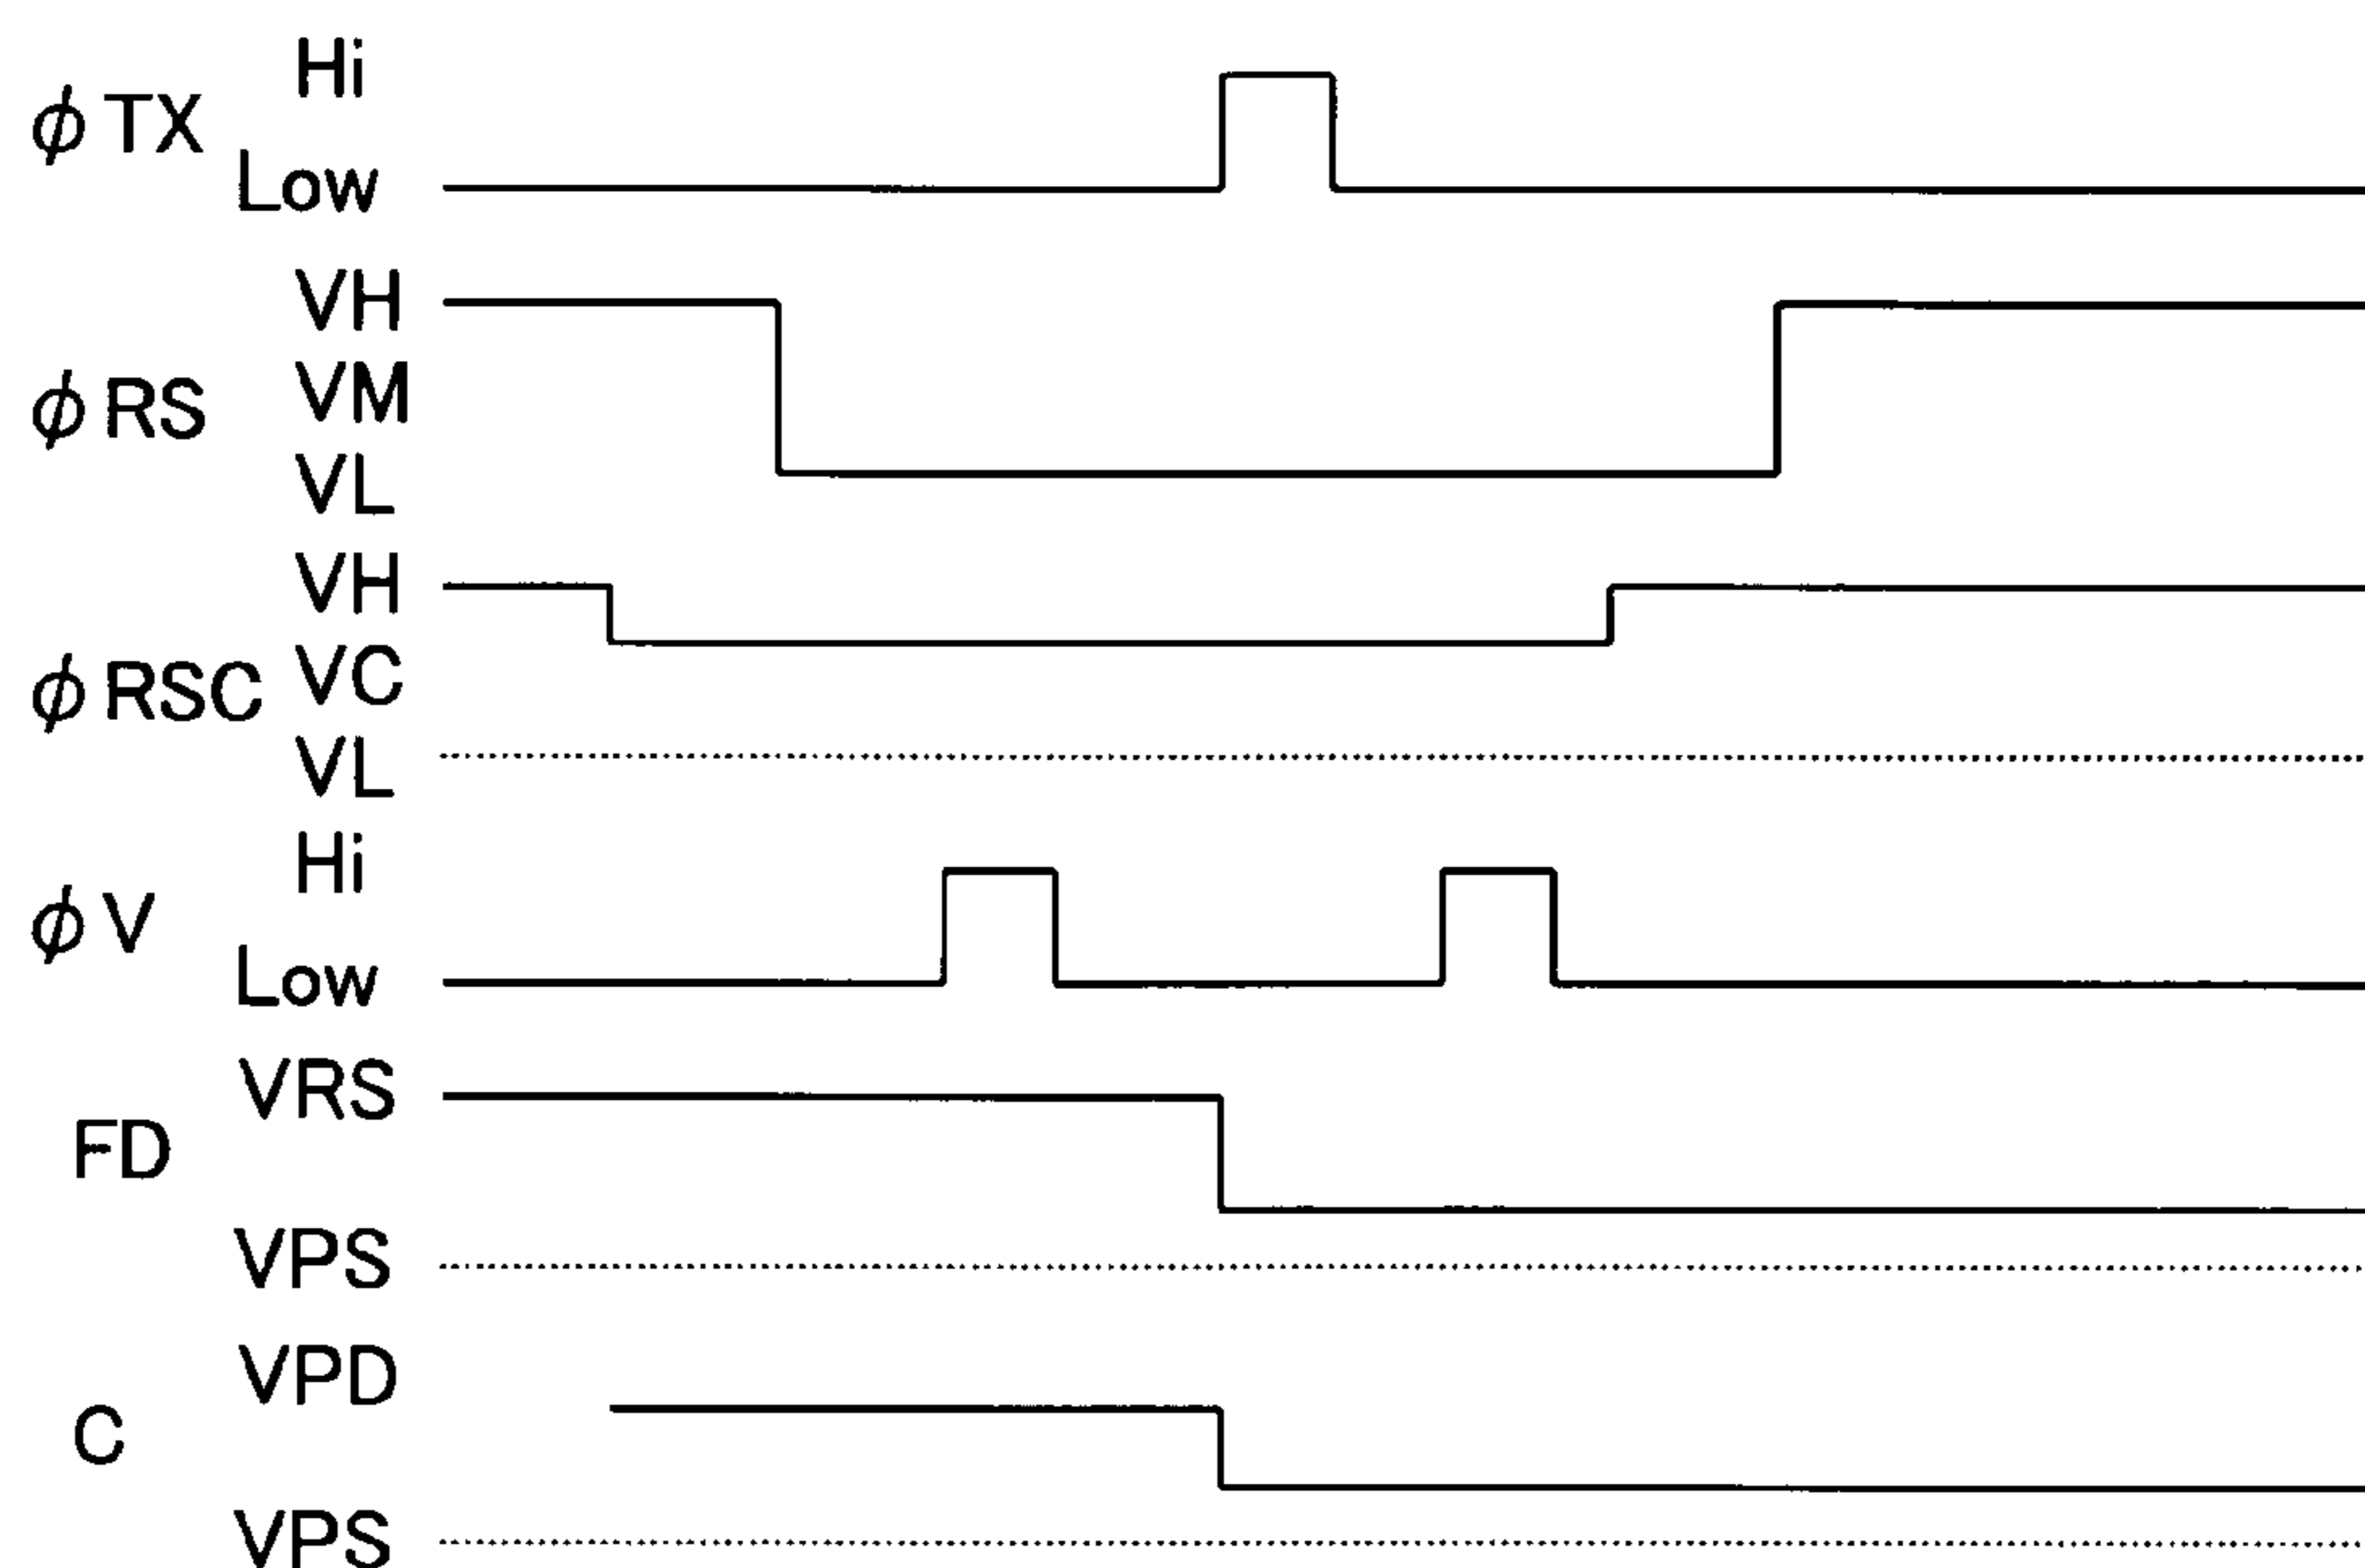 Hi
ϕTX
Low
VH
ϕRS VM
VL
VH
ϕRSC VC
VL
Hi
ϕV
Low
VRS
FD
VPS
VPD
C
VPS